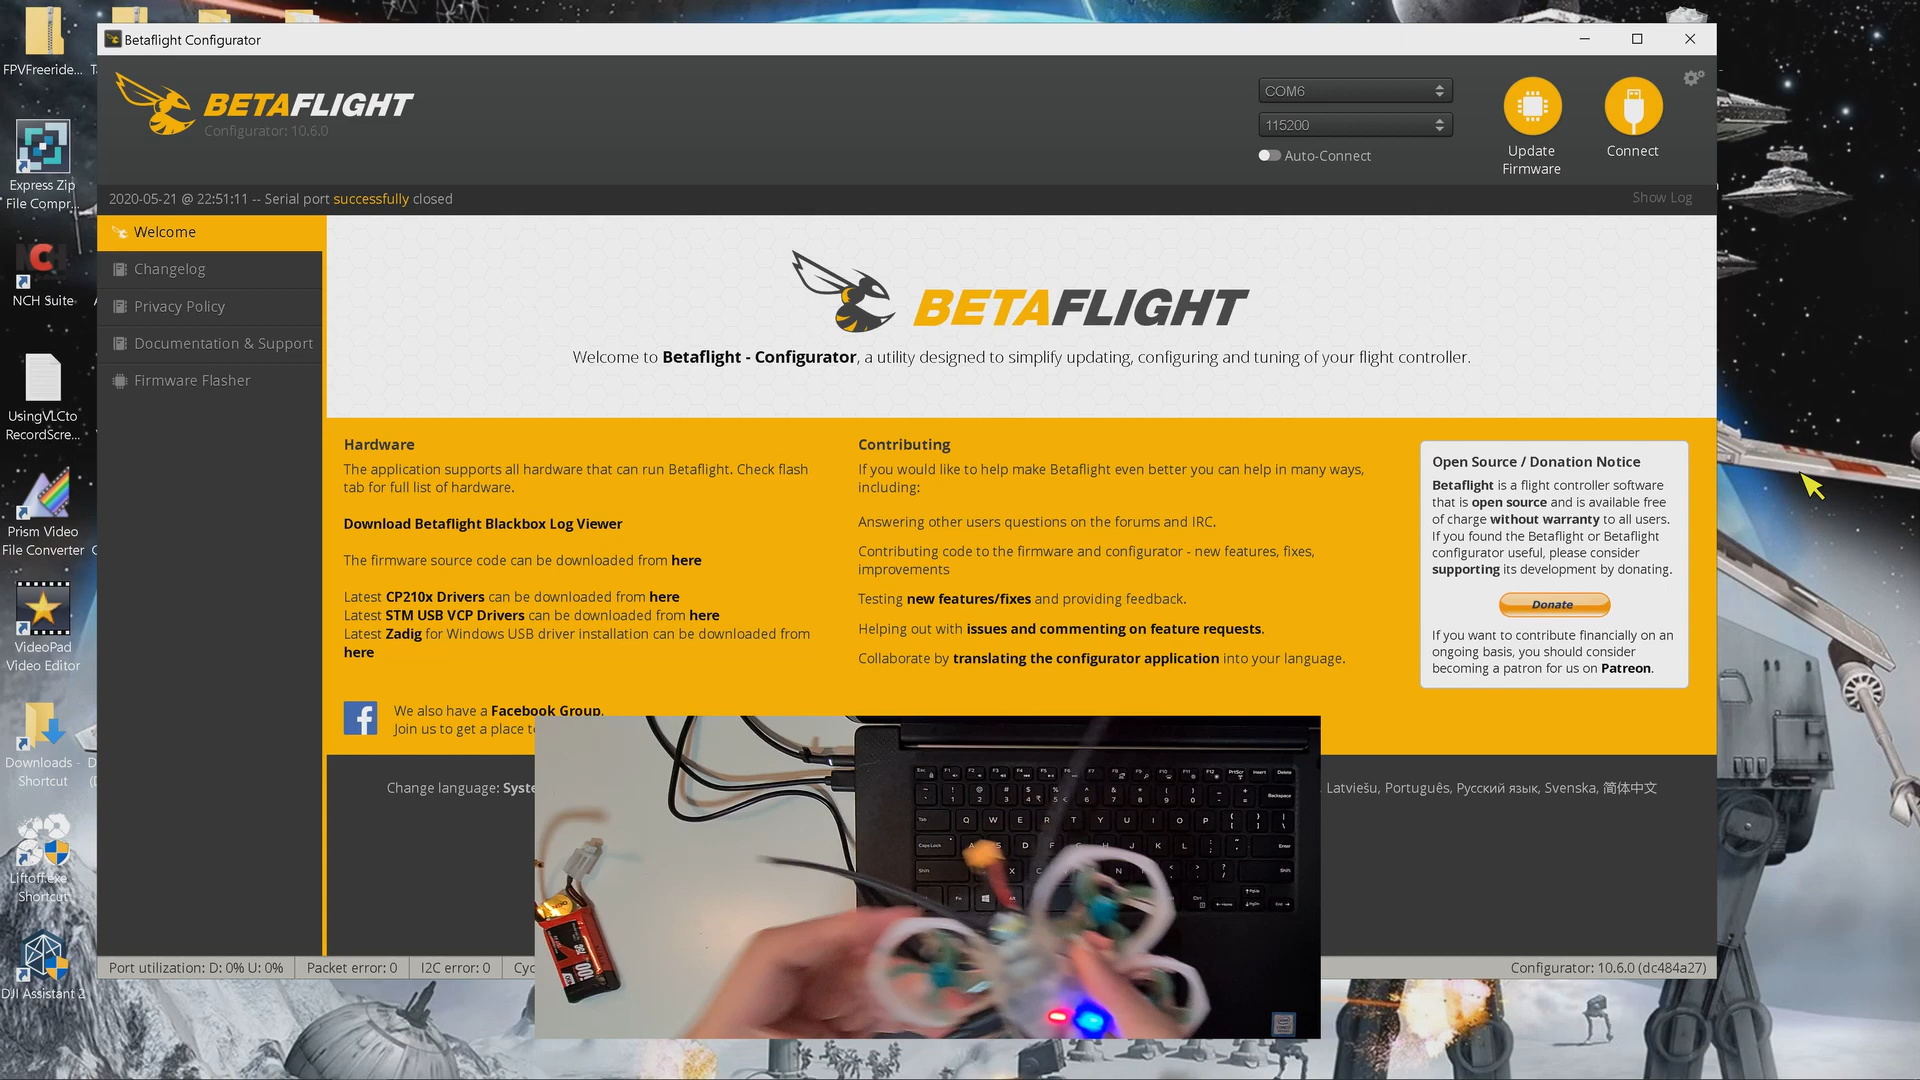 FPVFreeride...
Express Zip
File Compr...
NCH
NCH Suite
UsingVLCto
RecordScre...
Prism Video
File Converter
VideoPad
Video Editor
Downloads -
Shortcut
Liftoff.exe -
Shortcut
DJI Assistant 2
Betaflight Configurator
BETAFLIGHT
Configurator: 10.6.0
COM6
115200
Auto-Connect
Update
Firmware
Connect
2020-05-21 @ 22:51:11 -- Serial port successfully closed
Show Log
Welcome
Changelog
Privacy Policy
Documentation & Support
Firmware Flasher
BETAFLIGHT
Welcome to Betaflight - Configurator, a utility designed to simplify updating, configuring and tuning of your flight controller.
Hardware
The application supports all hardware that can run Betaflight. Check flash
tab for full list of hardware.
Download Betaflight Blackbox Log Viewer
The firmware source code can be downloaded from here
Latest CP210x Drivers can be downloaded from here
Latest STM USB VCP Drivers can be downloaded from here
Latest Zadig for Windows USB driver installation can be downloaded from
here
We also have a Facebook Group.
Join us to get a place t
Contributing
If you would like to help make Betaflight even better you can help in many ways,
including:
Answering other users questions on the forums and IRC.
Contributing code to the firmware and configurator - new features, fixes,
improvements
Testing new features/fixes and providing feedback.
Helping out with issues and commenting on feature requests.
Collaborate by translating the configurator application into your language.
Open Source / Donation Notice
Betaflight is a flight controller software
that is open source and is available free
of charge without warranty to all users.
If you found the Betaflight or Betaflight
configurator useful, please consider
supporting its development by donating.
Donate
If you want to contribute financially on an
ongoing basis, you should consider
becoming a patron for us on Patreon.
Change language: Syste
Latviešu, Português, Русский язык, Svenska, 简体中文
Port utilization: D: 0% U: 0%
Packet error: 0
I2C error: 0
Cyc
Configurator: 10.6.0 (dc484a27)